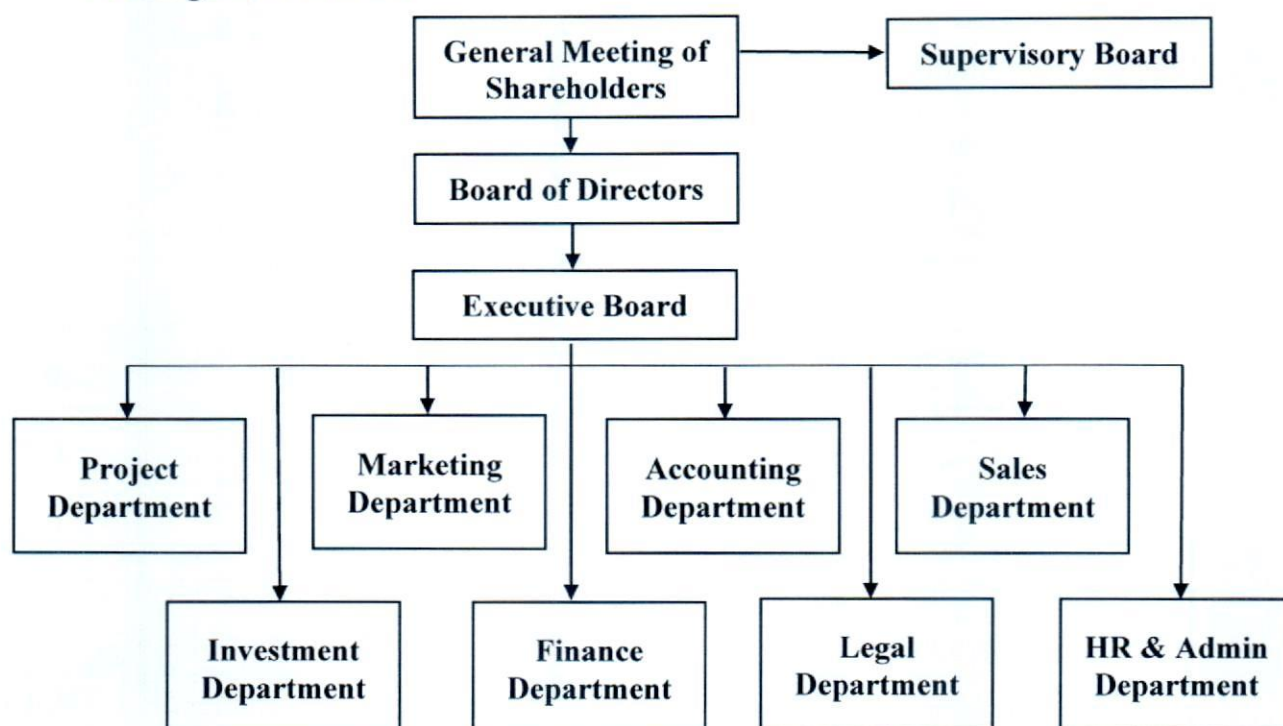 General Meeting of
Shareholders
Supervisory Board
Board of Directors
Executive Board
Project
Department
Marketing
Department
Accounting
Department
Sales
Department
Investment
Department
Finance
Department
Legal
Department
HR & Admin
Department